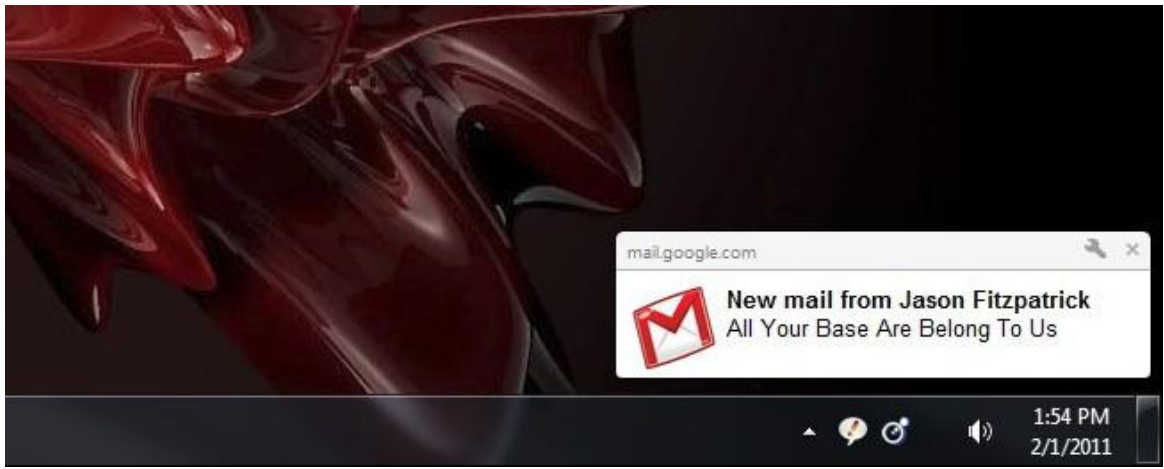 mail.google.com
New mail from Jason Fitzpatrick
All Your Base Are Belong To Us
1:54 PM
2/1/2011